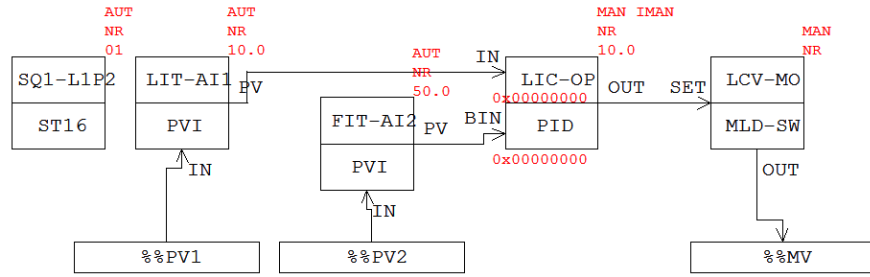 AUT
NR
01
AUT
NR
10.0
MAN IMAN
NR
10.0
MAN
NR
SQ1-L1P2
ST16
LIT-AI1
PVI
PV
IN
AUT
NR
50.0
FIT-AI2
PVI
PV
IN
IN
BIN
LIC-OP
PID
0x00000000
0x00000000
OUT
SET
LCV-MO
MLD-SW
OUT
%%PV1
%%PV2
%%MV